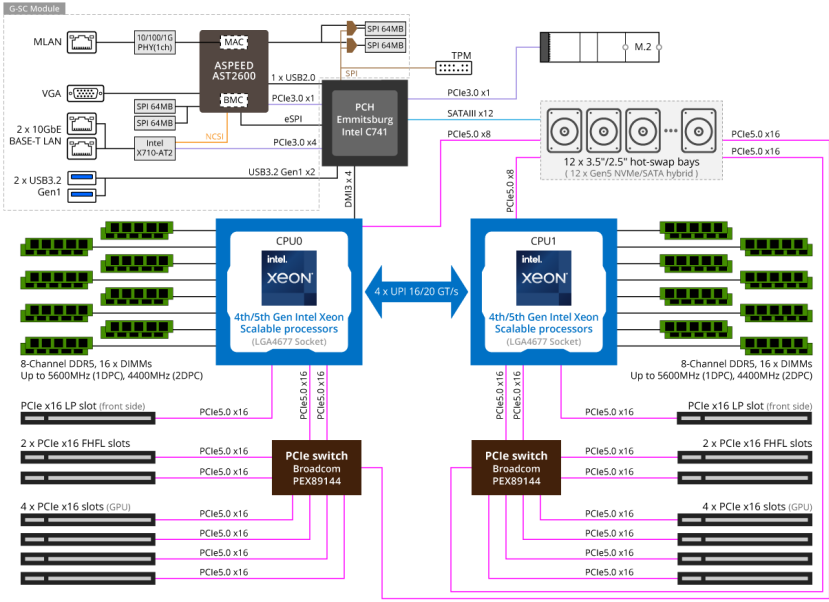 G-SC Module
MLAN
10/100/1G
PHY(1ch)
MAC
ASPEED
AST2600
BMC
SPI 64MB
SPI 64MB
SPI
TPM
M.2
1 x USB2.0
VGA
SPI 64MB
SPI 64MB
PCIe3.0 x1
PCIe3.0 x1
eSPI
PCH
Emmitsburg
Intel C741
SATAIII x12
PCIe5.0 x8
2 x 10GbE
BASE-T LAN
Intel
X710-AT2
NCSI
PCIe3.0 x4
PCIe5.0 x16
PCIe5.0 x16
12 x 3.5"/2.5" hot-swap bays
( 12 x Gen5 NVMe/SATA hybrid )
2 x USB3.2
Gen1
USB3.2 Gen1 x2
DMI3 x 4
PCIe5.0 x8
CPU0
intel.
XEON
4th/5th Gen Intel Xeon
Scalable processors
(LGA4677 Socket)
4 x UPI 16/20 GT/s
CPU1
intel.
XEON
4th/5th Gen Intel Xeon
Scalable processors
(LGA4677 Socket)
8-Channel DDR5, 16 x DIMMs
Up to 5600MHz (1DPC), 4400MHz (2DPC)
8-Channel DDR5, 16 x DIMMs
Up to 5600MHz (1DPC), 4400MHz (2DPC)
PCIe5.0 x16
PCIe5.0 x16
PCIe5.0 x16
PCIe5.0 x16
PCIe x16 LP slot (front side)
PCIe5.0 x16
PCIe5.0 x16
PCIe x16 LP slot (front side)
2 x PCIe x16 FHFL slots
PCIe5.0 x16
PCIe5.0 x16
PCIe switch
Broadcom
PEX89144
PCIe switch
Broadcom
PEX89144
PCIe5.0 x16
PCIe5.0 x16
2 x PCIe x16 FHFL slots
4 x PCIe x16 slots (GPU)
PCIe5.0 x16
PCIe5.0 x16
PCIe5.0 x16
PCIe5.0 x16
4 x PCIe x16 slots (GPU)
PCIe5.0 x16
PCIe5.0 x16
PCIe5.0 x16
PCIe5.0 x16